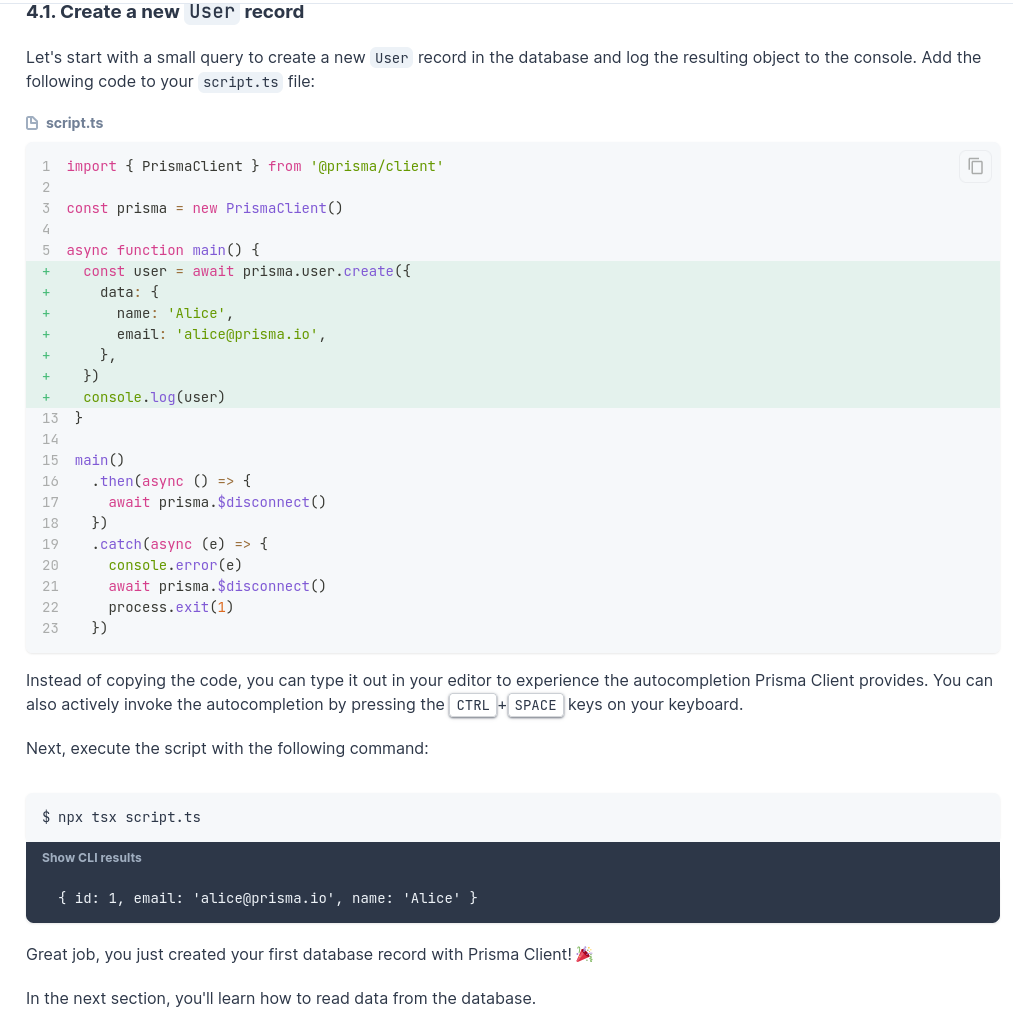 4.1. Create a new User record
Let's start with a small query to create a new User record in the database and log the resulting object to the console. Add the
following code to your script.ts file:
script.ts
1 import { PrismaClient } from '@prisma/client'
2
3 const prisma = new PrismaClient()
4
5 async function main() {
+   const user = await prisma.user.create({
+     data: {
+       name: 'Alice',
+       email: 'alice@prisma.io',
+     },
+   })
+   console.log(user)
13 }
14
15 main()
16   .then(async () => {
17     await prisma.$disconnect()
18   })
19   .catch(async (e) => {
20     console.error(e)
21     await prisma.$disconnect()
22     process.exit(1)
23   })
Instead of copying the code, you can type it out in your editor to experience the autocompletion Prisma Client provides. You can
also actively invoke the autocompletion by pressing the CTRL+SPACE keys on your keyboard.
Next, execute the script with the following command:
$ npx tsx script.ts
Show CLI results
{ id: 1, email: 'alice@prisma.io', name: 'Alice' }
Great job, you just created your first database record with Prisma Client! 🎉
In the next section, you'll learn how to read data from the database.